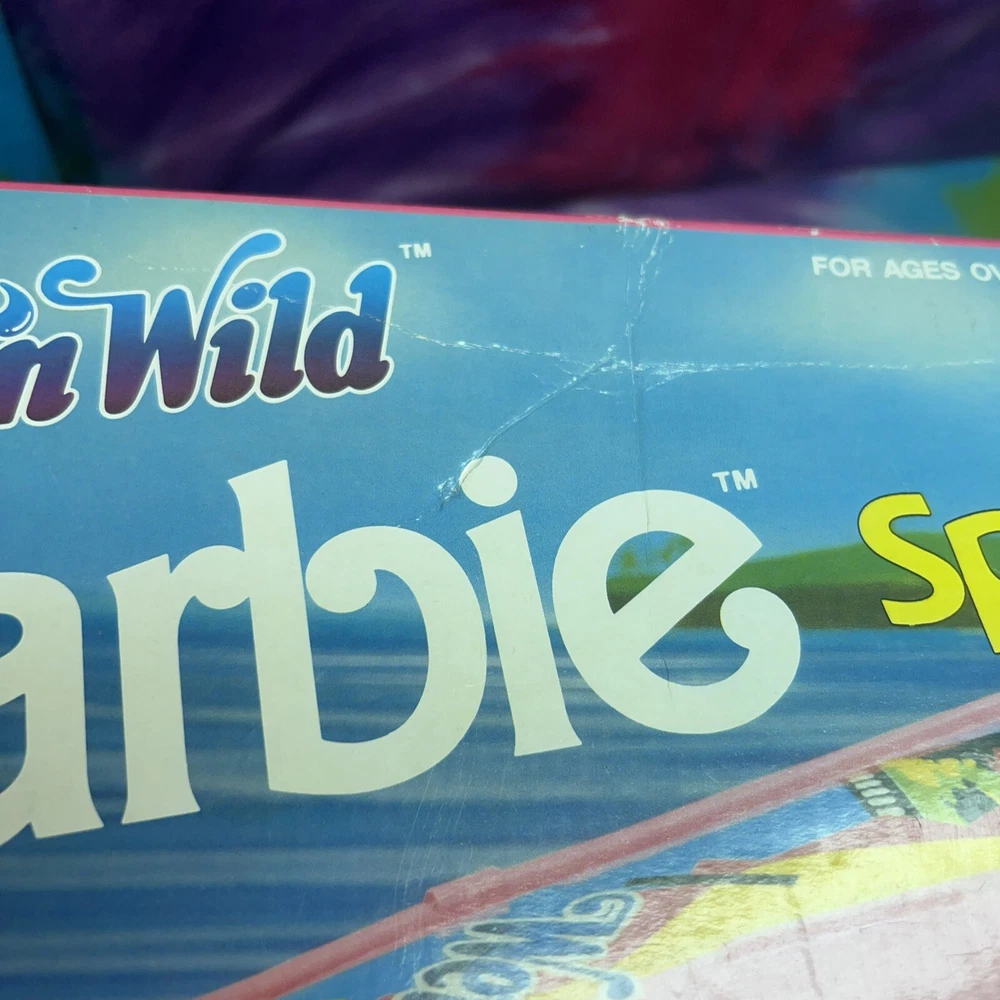 'n Wild™
FOR AGES OV
arbie™
Sp